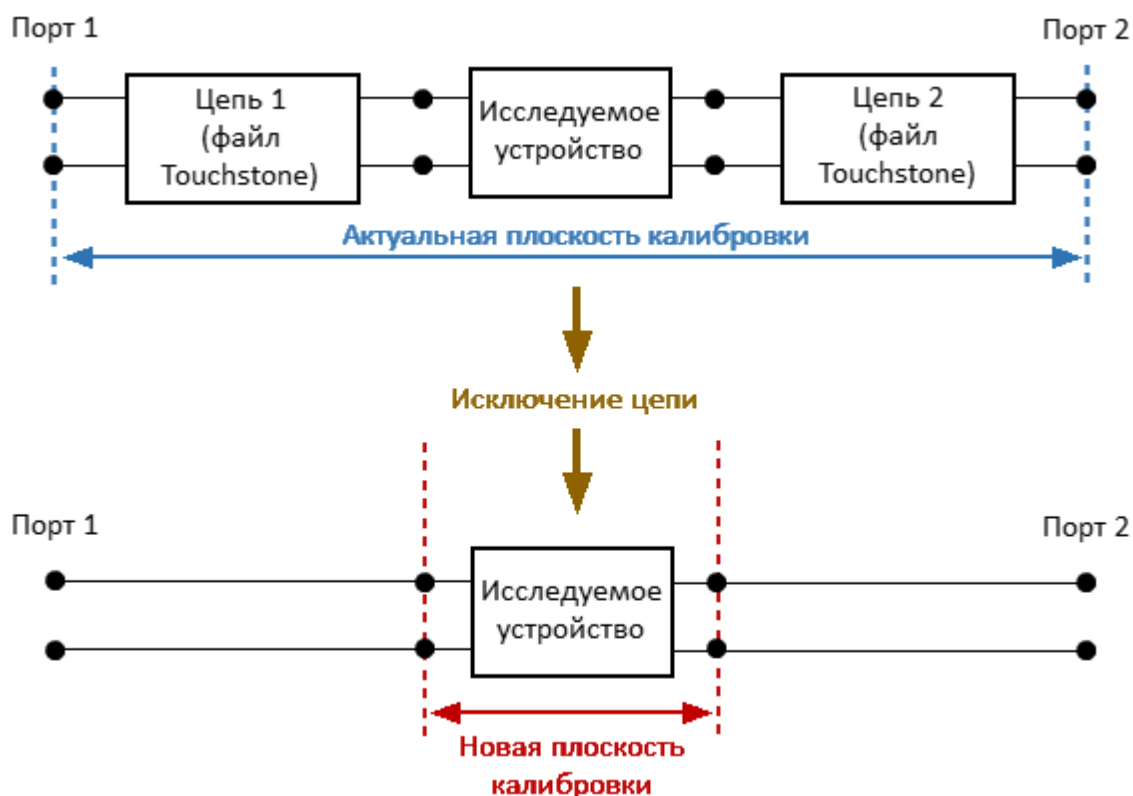 Порт 1
Порт 2
Цепь 1
(файл
Touchstone)
Исследуемое
устройство
Цепь 2
(файл
Touchstone)
Актуальная плоскость калибровки
Исключение цепи
Порт 1
Порт 2
Исследуемое
устройство
Новая плоскость
калибровки